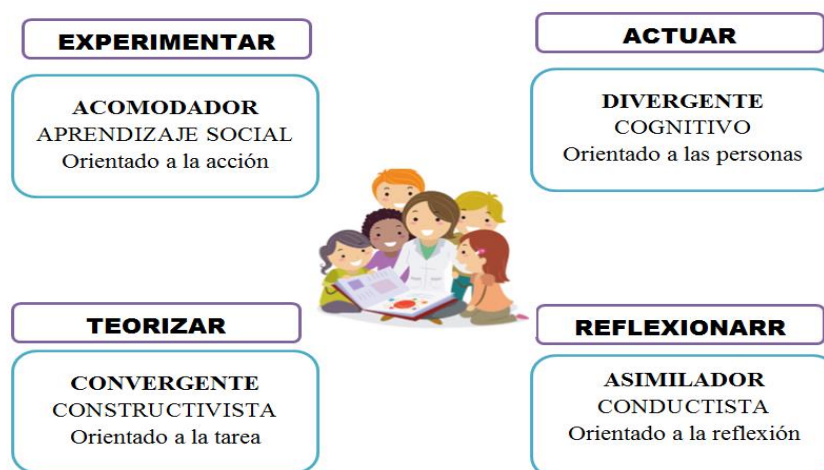 EXPERIMENTAR
ACOMODADOR
APRENDIZAJE SOCIAL
Orientado a la acción
ACTUAR
DIVERGENTE
COGNITIVO
Orientado a las personas
TEORIZAR
CONVERGENTE
CONSTRUCTIVISTA
Orientado a la tarea
REFLEXIONARR
ASIMILADOR
CONDUCTISTA
Orientado a la reflexión